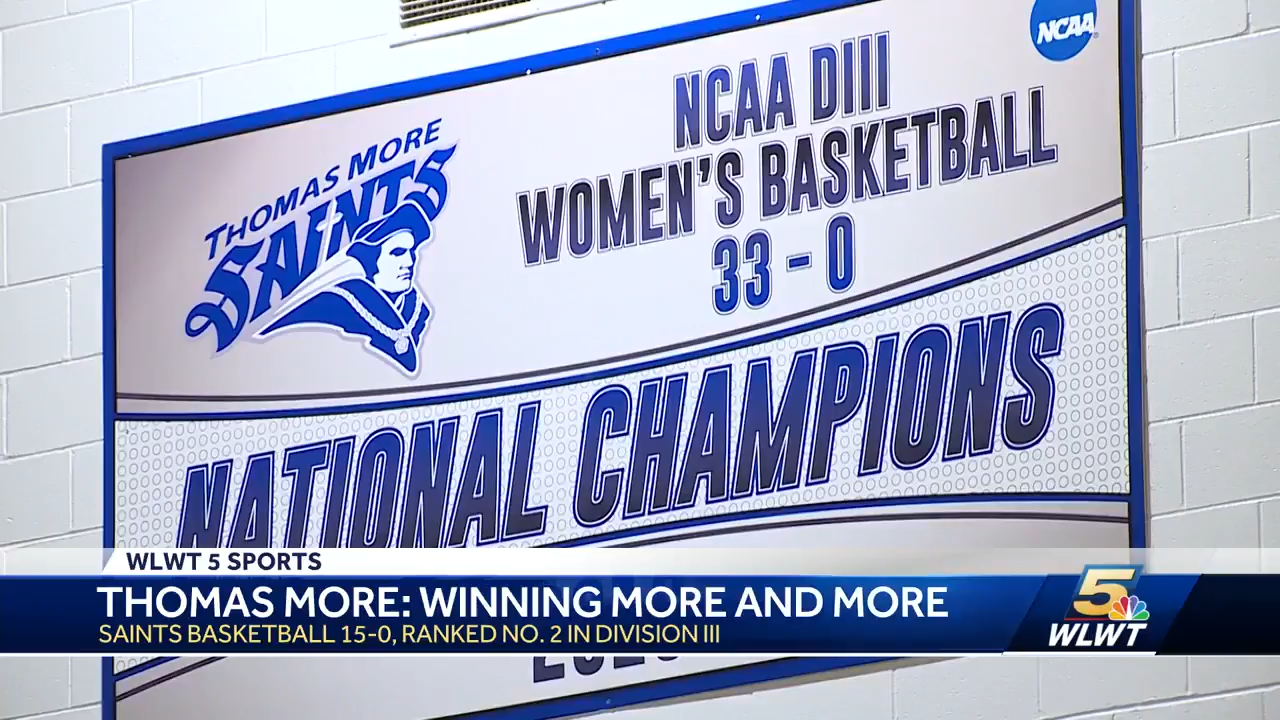 NCAA
NCAA DIII
WOMEN'S BASKETBALL
33 - 0
THOMAS MORE
SAINTS
NATIONAL CHAMPIONS
WLWT 5 SPORTS
THOMAS MORE: WINNING MORE AND MORE
SAINTS BASKETBALL 15-0, RANKED NO. 2 IN DIVISION III
5
WLWT